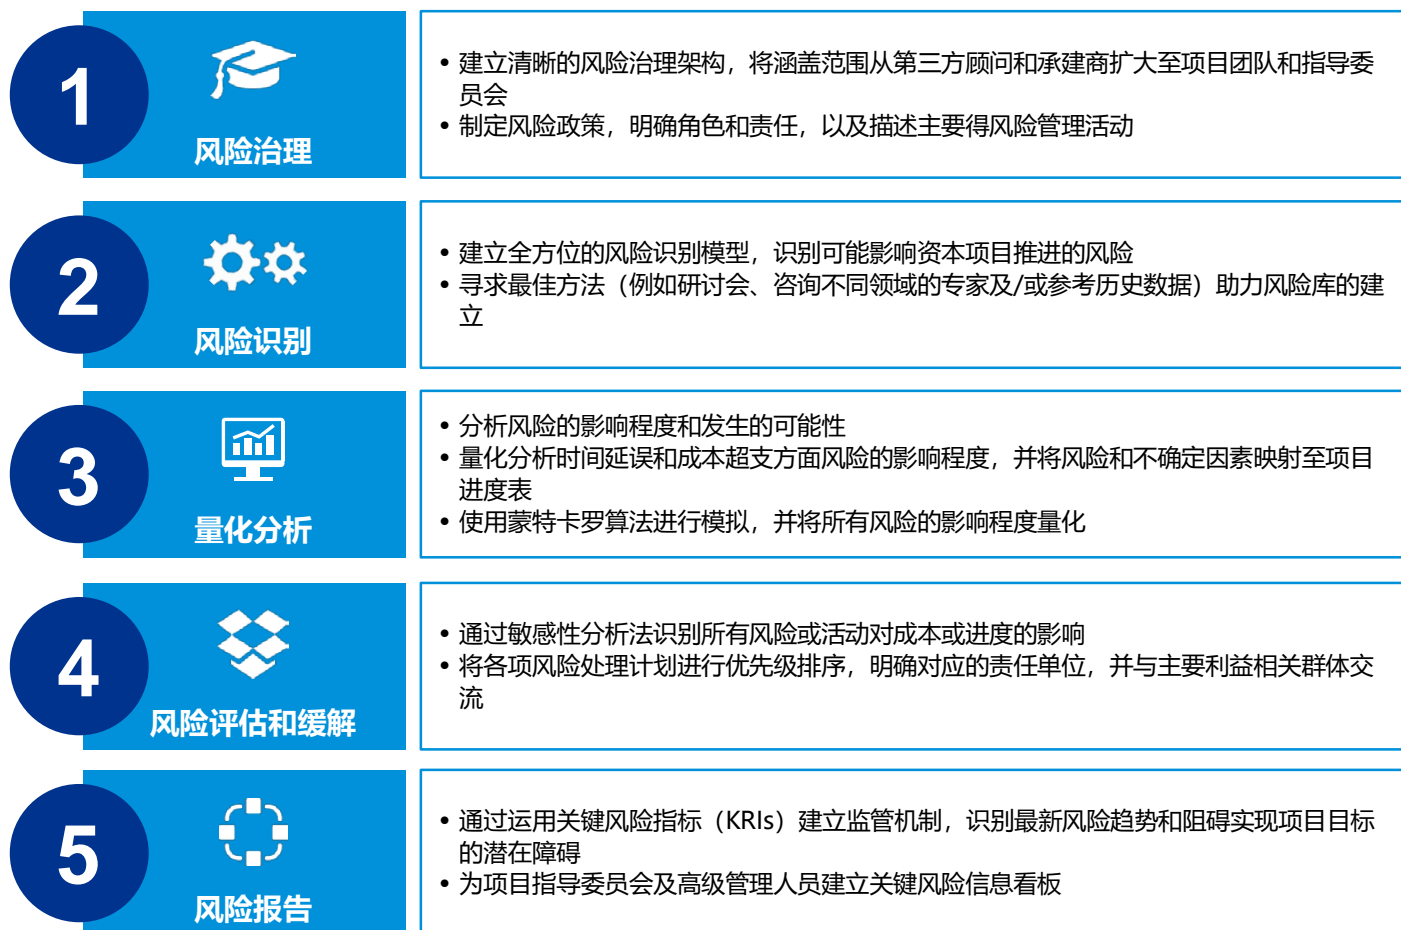 1
风险治理
• 建立清晰的风险治理架构，将涵盖范围从第三方顾问和承建商扩大至项目团队和指导委
员会
• 制定风险政策，明确角色和责任，以及描述主要得风险管理活动
2
风险识别
• 建立全方位的风险识别模型，识别可能影响资本项目推进的风险
• 寻求最佳方法（例如研讨会、咨询不同领域的专家及/或参考历史数据）助力风险库的建
立
3
量化分析
• 分析风险的影响程度和发生的可能性
• 量化分析时间延误和成本超支方面风险的影响程度，并将风险和不确定因素映射至项目
进度表
• 使用蒙特卡罗算法进行模拟，并将所有风险的影响程度量化
4
风险评估和缓解
• 通过敏感性分析法识别所有风险或活动对成本或进度的影响
• 将各项风险处理计划进行优先级排序，明确对应的责任单位，并与主要利益相关群体交
流
5
风险报告
• 通过运用关键风险指标（KRIs）建立监管机制，识别最新风险趋势和阻碍实现项目目标
的潜在障碍
• 为项目指导委员会及高级管理人员建立关键风险信息看板